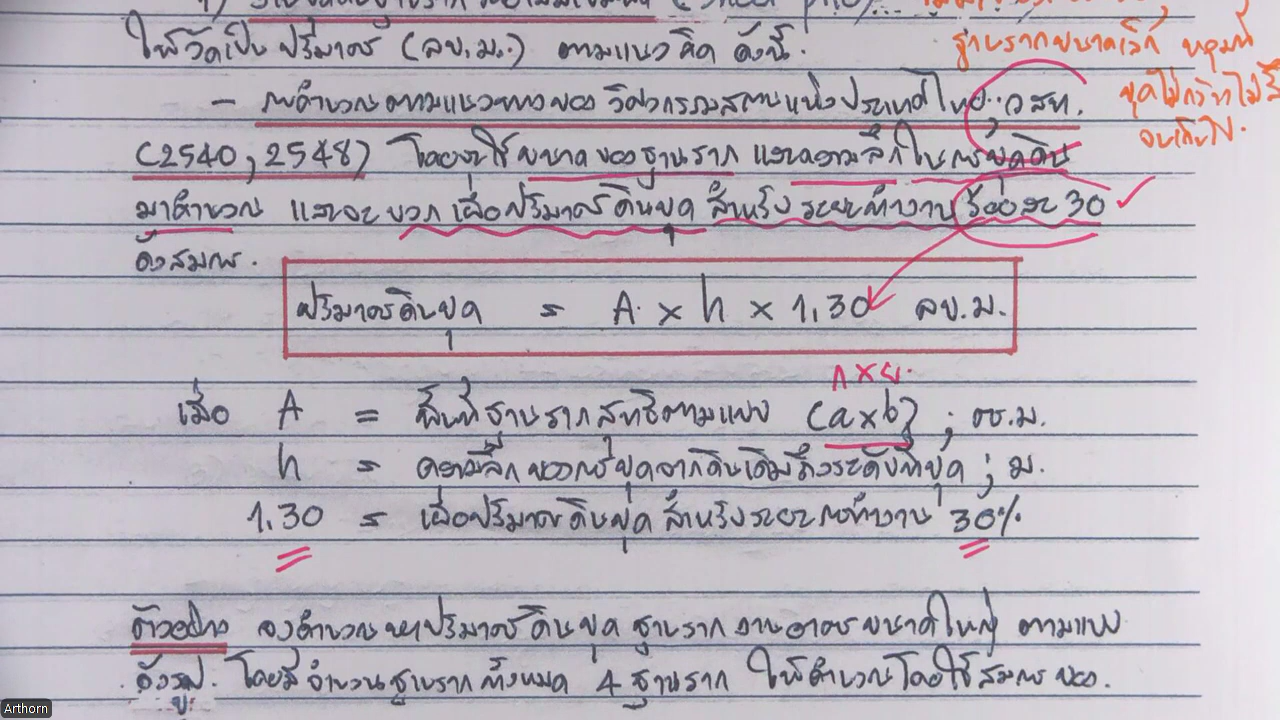 (Sheet pile)...
ให้วัดเป็น ปริมาตร (ลบ.ม.) ตามแนวคิด ดังนี้.
ฐานรากขนาดเล็ก หลุมที่
ขุดไม่กว้าง
จนเกินไป.
- การคำนวณตามแนวทางของ วิศวกรรมสถานแห่งประเทศไทย; วสท.
(2540, 2548) โดยจะใช้ ขนาดของฐานราก และความลึก ในการขุดดิน
มาคำนวณ และจะบวก เผื่อปริมาตรดินขุด สำหรับ ระยะทำงาน ร้อยละ 30
ดังสมการ.
ปริมาตรดินขุด = A x h x 1.30 ลบ.ม.
ก x ย.
เมื่อ A = พื้นที่ฐานรากสุทธิตามแบบ (axb) ; ตร.ม.
h = ความลึกของการขุดจากดินเดิมถึงระดับที่ขุด ; ม.
1.30 = เผื่อปริมาตรดินขุด สำหรับระยะการทำงาน 30%
ตัวอย่าง จงคำนวณหาปริมาตรดินขุด ฐานราก งานอาคารขนาดใหญ่ ตามแบบ
ดังรูป. โดยมี จำนวนฐานราก ทั้งหมด 4 ฐานราก ให้คำนวณโดยใช้สมการ ของ.
Arthorn